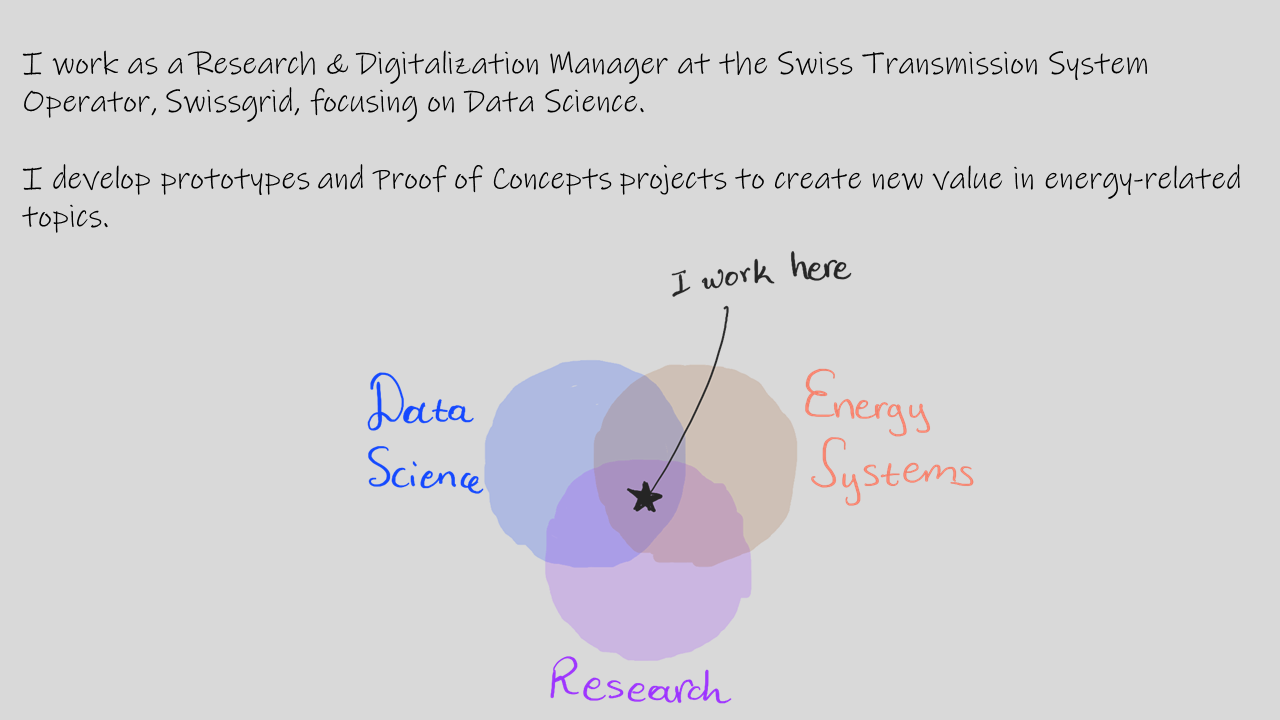 I work as a Research & Digitalization Manager at the Swiss Transmission System
Operator, Swissgrid, focusing on Data Science.
I develop prototypes and Proof of Concepts projects to create new value in energy-related
topics.
I work here
Data
Science
Energy
Systems
Research